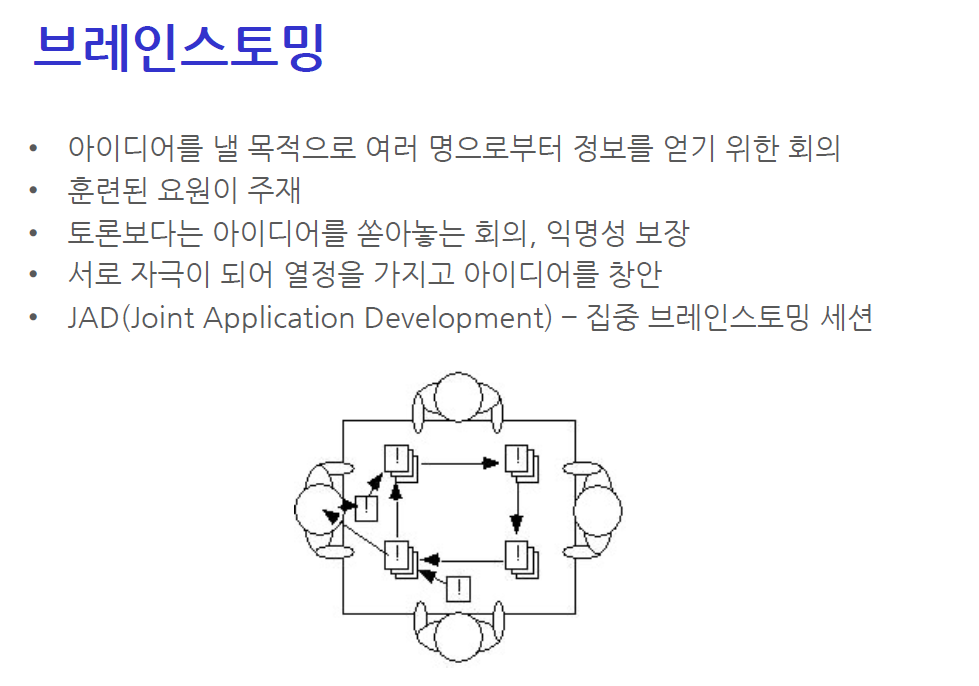 브레인스토밍
• 아이디어를 낼 목적으로 여러 명으로부터 정보를 얻기 위한 회의
• 훈련된 요원이 주재
• 토론보다는 아이디어를 쏟아놓는 회의, 익명성 보장
• 서로 자극이 되어 열정을 가지고 아이디어를 창안
• JAD(Joint Application Development) – 집중 브레인스토밍 세션
! !
!
! !
!